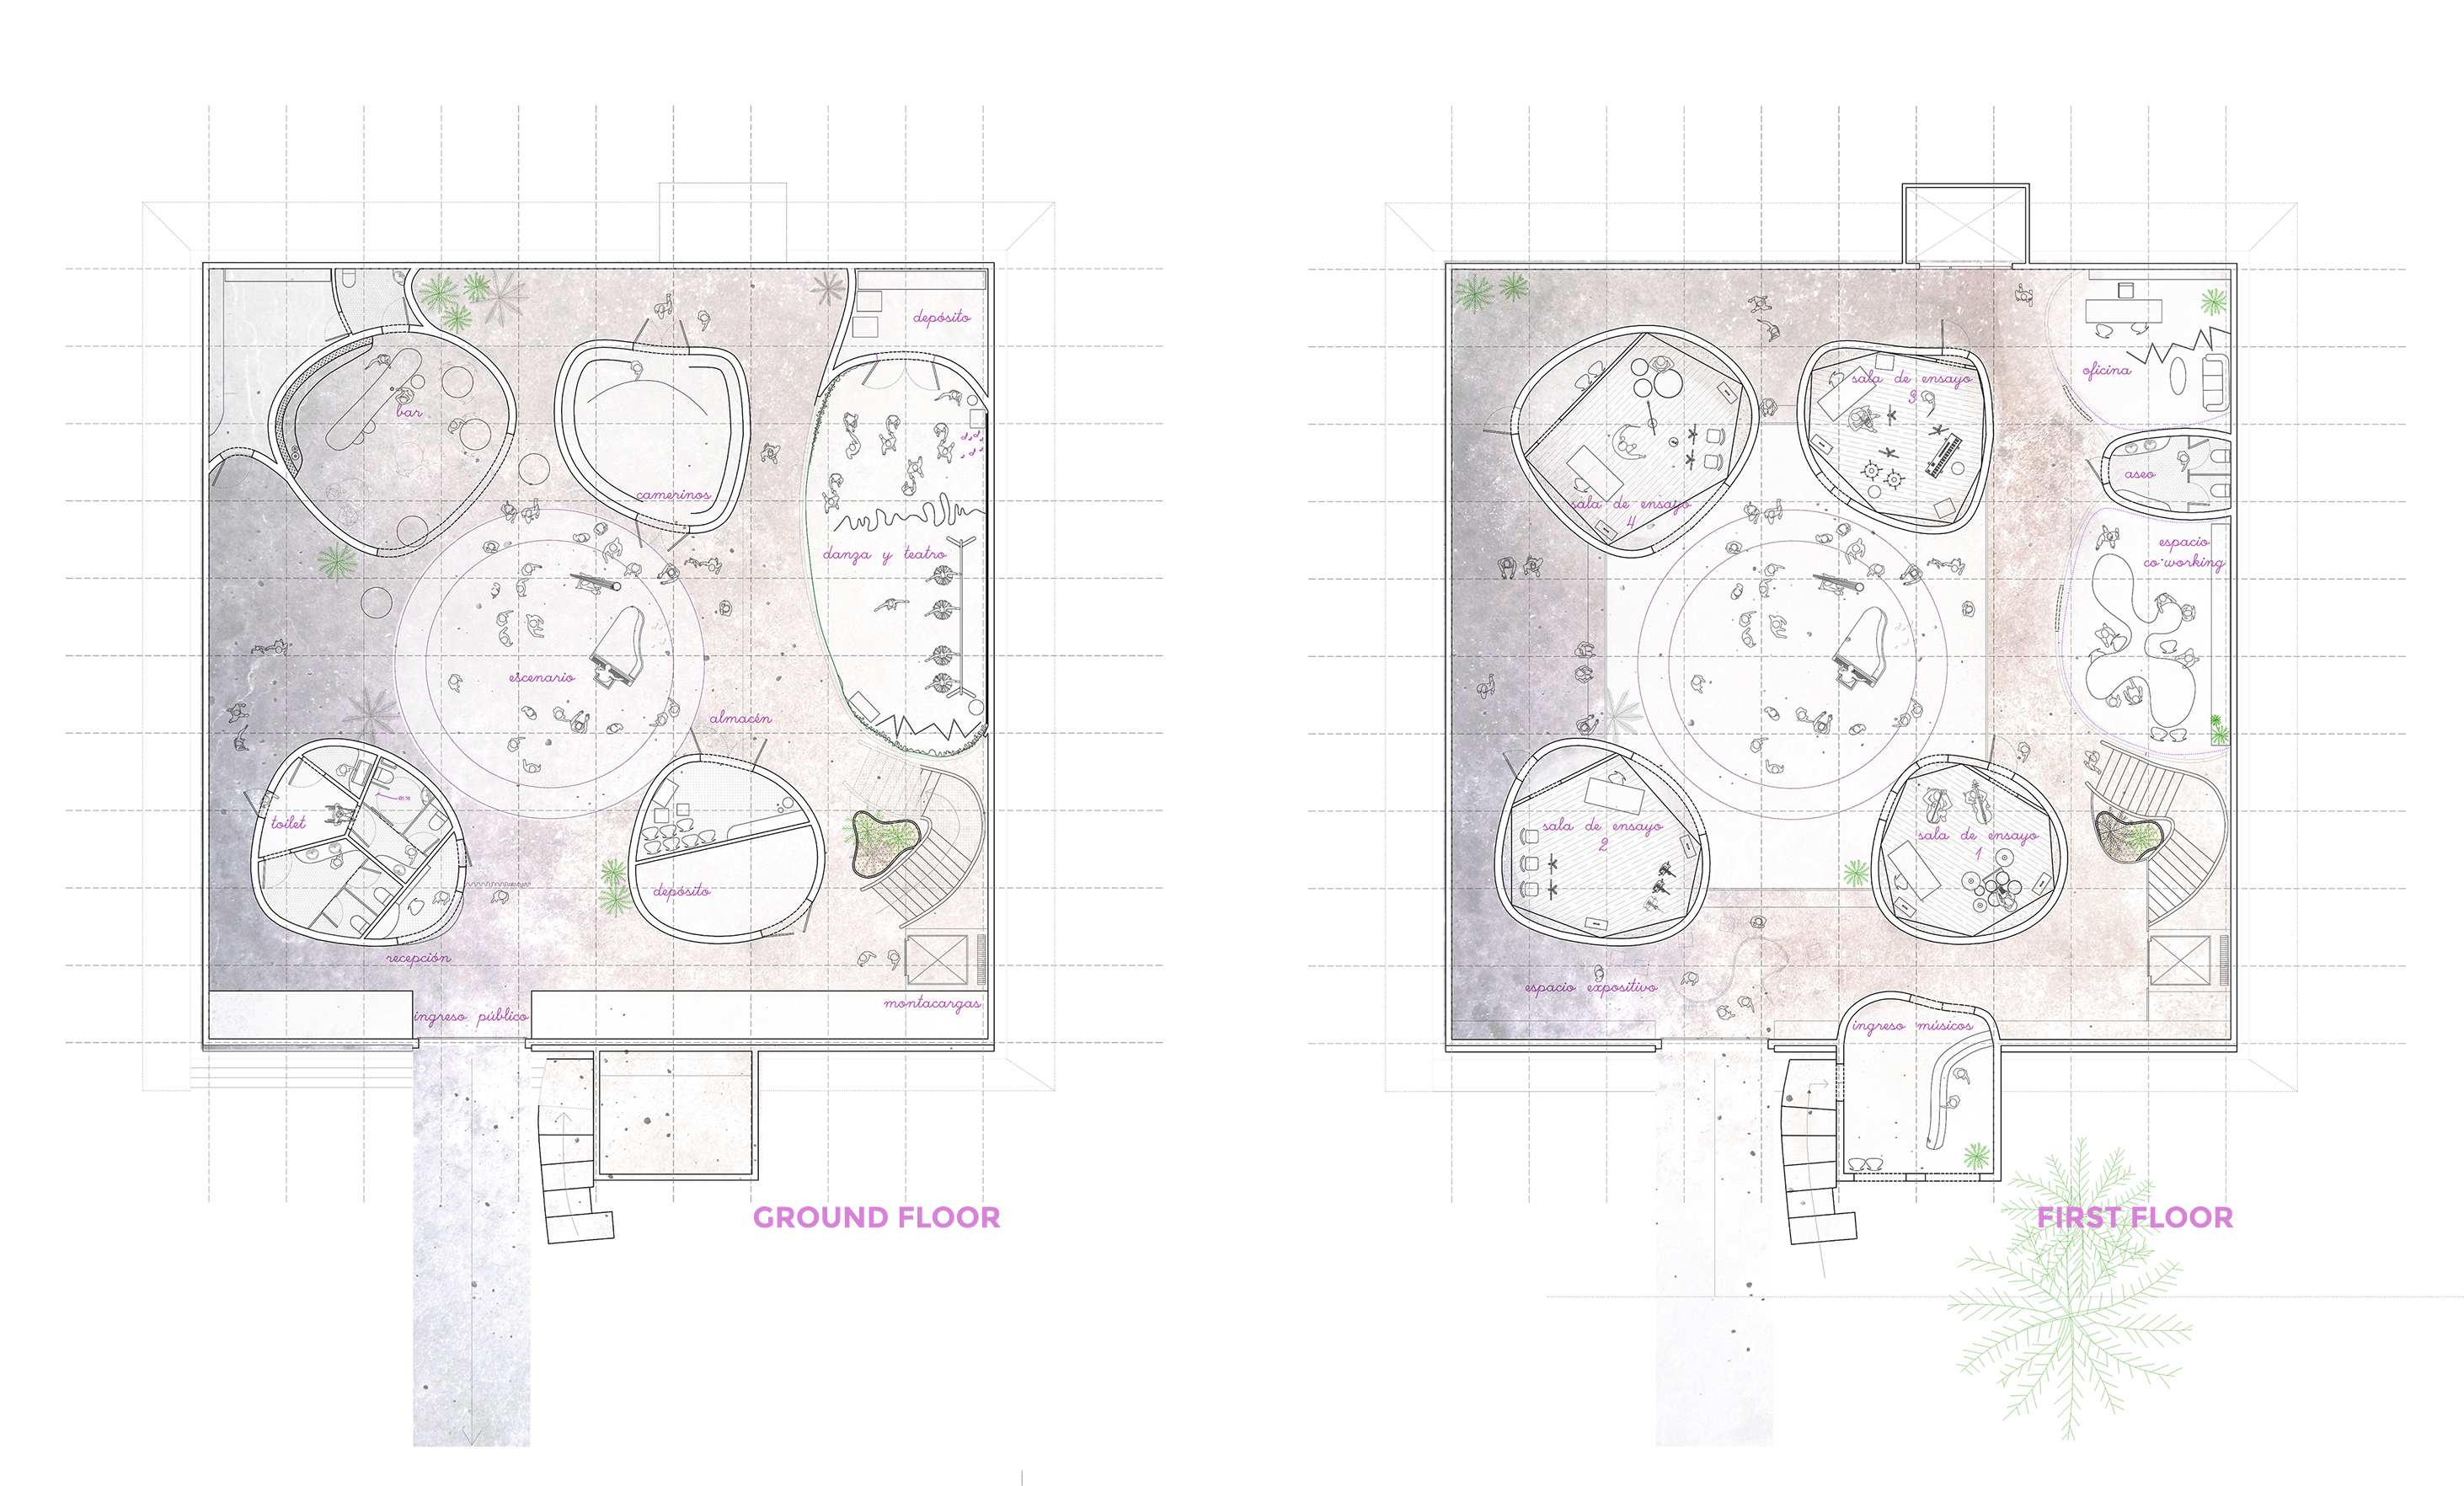 depósito
bar
camerinos
danza y teatro
escenario
almacén
toilet
depósito
recepción
montacargas
ingreso público
GROUND FLOOR
oficina
sala de ensayo
3
aseo
sala de ensayo
4
espacio
co-working
sala de ensayo
2
sala de ensayo
1
espacio expositivo
ingreso músicos
FIRST FLOOR